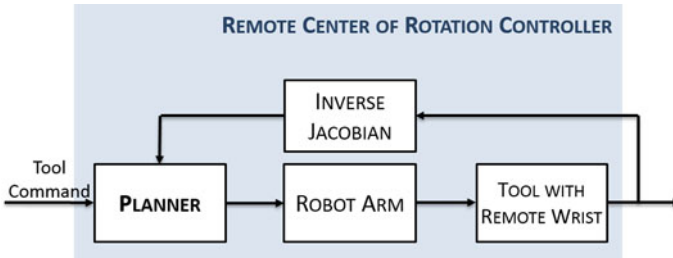 REMOTE CENTER OF ROTATION CONTROLLER
INVERSE
JACOBIAN
Tool
Command
PLANNER
ROBOT ARM
TOOL WITH
REMOTE WRIST